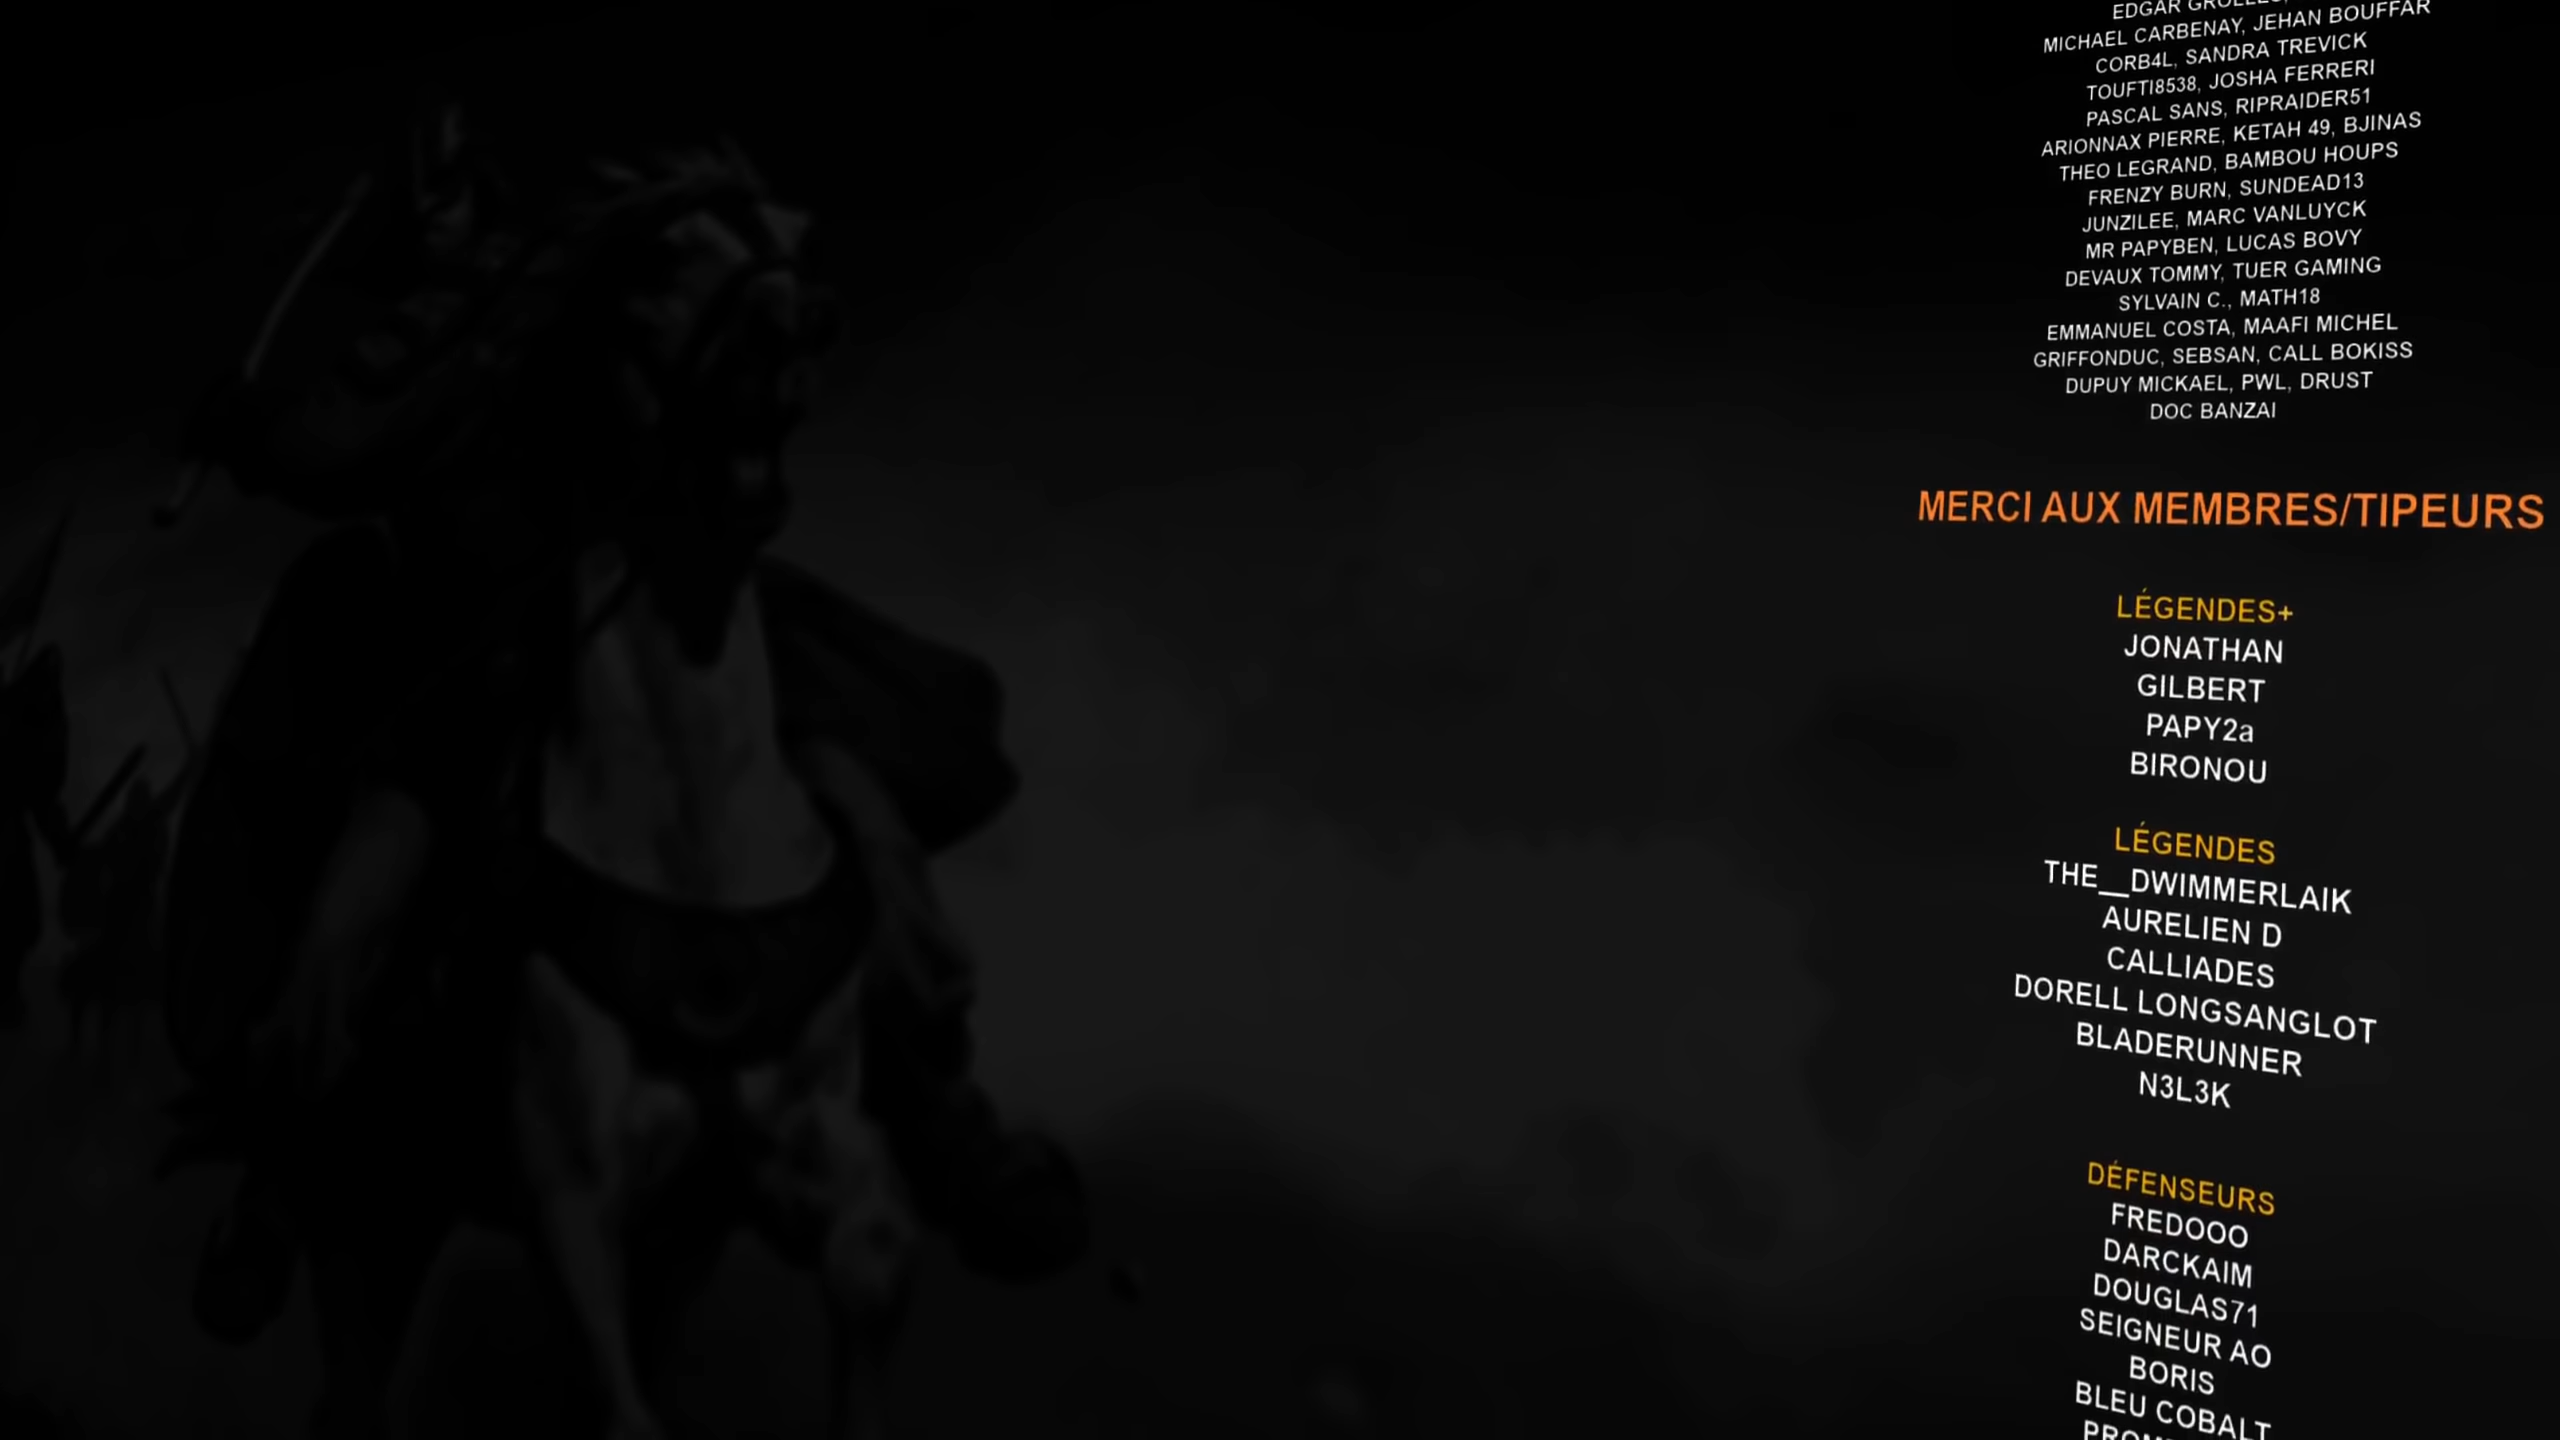 EDGAR
MICHAEL CARBENAY, JEHAN BOUFFAR
CORB4L, SANDRA TREVICK
TOUFTI8538, JOSHA FERRERI
PASCAL SANS, RIPRAIDER51
ARIONNAX PIERRE, KETAH 49, BJINAS
THEO LEGRAND, BAMBOU HOUPS
FRENZY BURN, SUNDEAD13
JUNZILEE, MARC VANLUYCK
MR PAPYBEN, LUCAS BOVY
DEVAUX TOMMY, TUER GAMING
SYLVAIN C., MATH18
EMMANUEL COSTA, MAAFI MICHEL
GRIFFONDUC, SEBSAN, CALL BOKISS
DUPUY MICKAEL, PWL, DRUST
DOC BANZAI
MERCI AUX MEMBRES/TIPEURS
LÉGENDES+
JONATHAN
GILBERT
PAPY2a
BIRONOU
LÉGENDES
THE__DWIMMERLAIK
AURELIEN D
CALLIADES
DORELL LONGSANGLOT
BLADERUNNER
N3L3K
DÉFENSEURS
FREDOOO
DARCKAIM
DOUGLAS71
SEIGNEUR AO
BORIS
BLEU COBALT